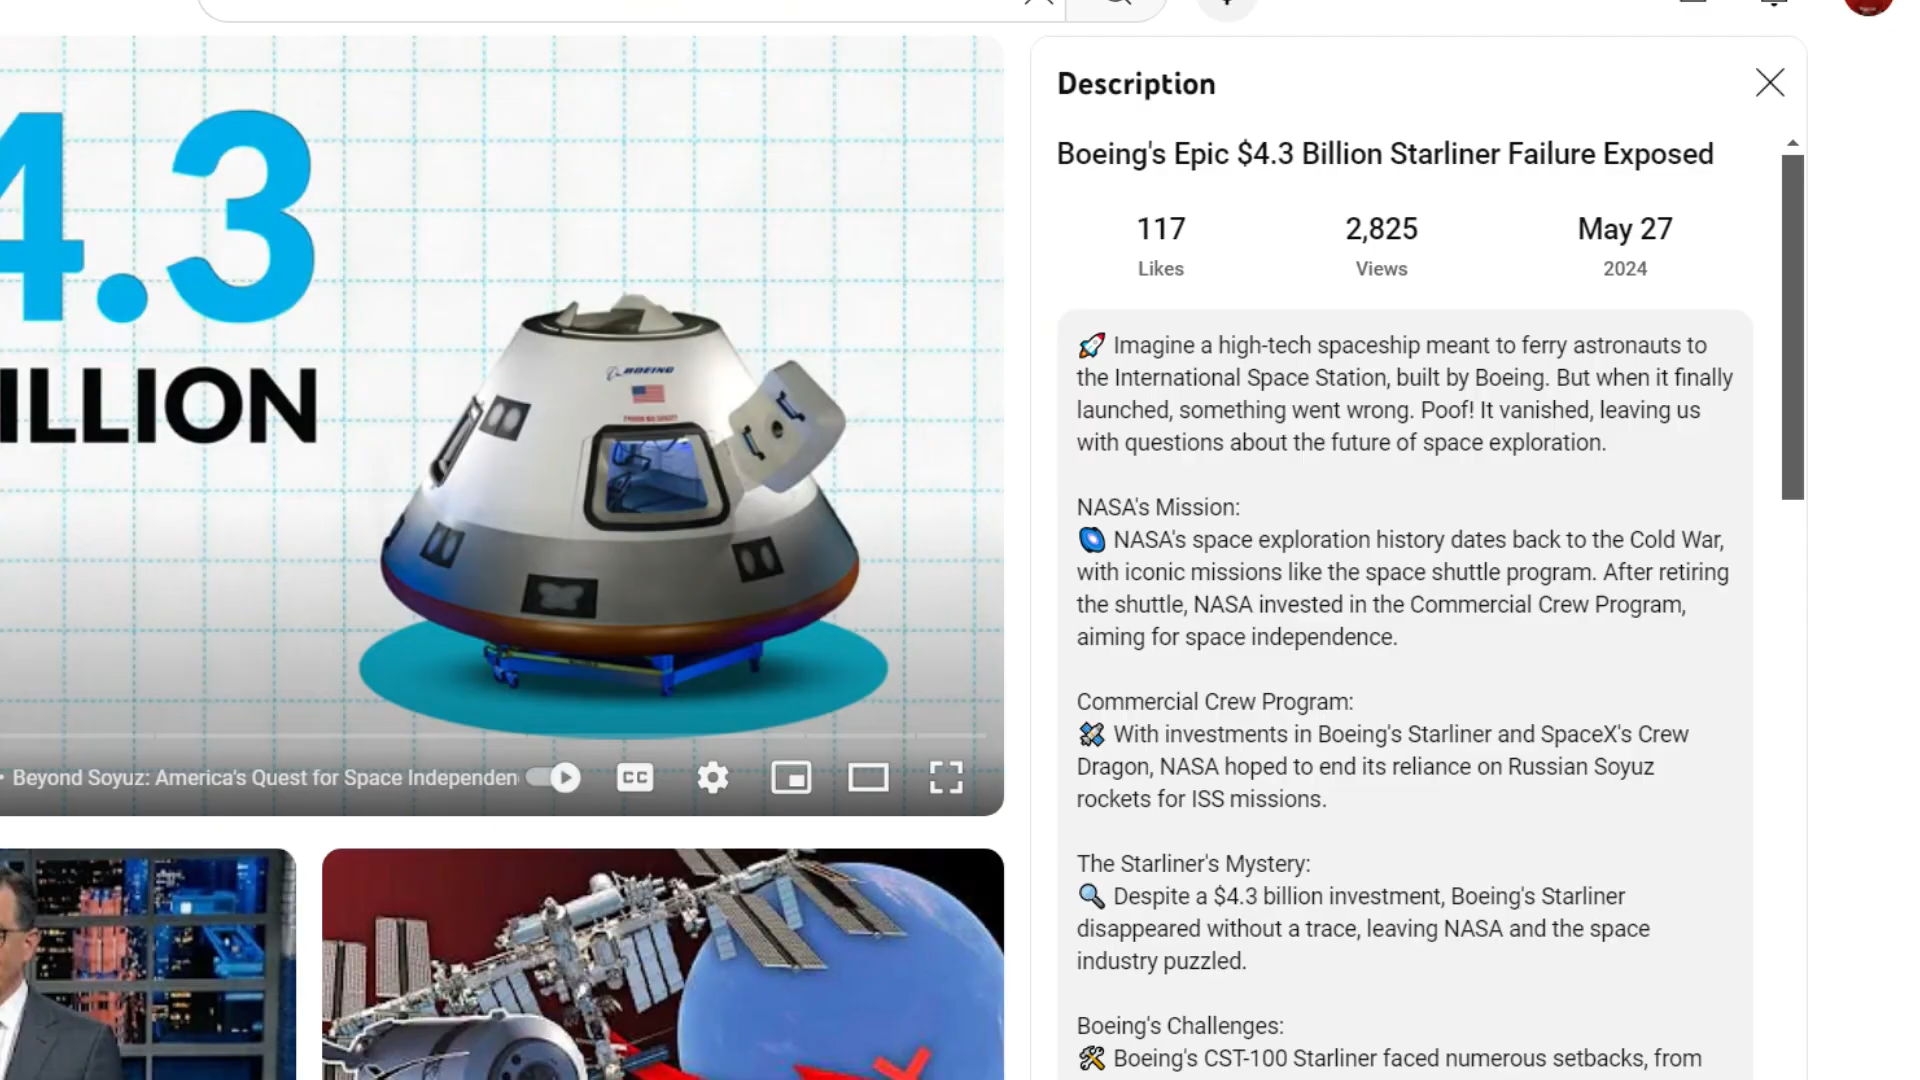 4.3
ILLION
BOEING
• Beyond Soyuz: America's Quest for Space Independen
CC
Description
Boeing's Epic $4.3 Billion Starliner Failure Exposed
117
2,825
May 27
Likes
Views
2024
🚀 Imagine a high-tech spaceship meant to ferry astronauts to
the International Space Station, built by Boeing. But when it finally
launched, something went wrong. Poof! It vanished, leaving us
with questions about the future of space exploration.
NASA's Mission:
🌌 NASA's space exploration history dates back to the Cold War,
with iconic missions like the space shuttle program. After retiring
the shuttle, NASA invested in the Commercial Crew Program,
aiming for space independence.
Commercial Crew Program:
🛰️ With investments in Boeing's Starliner and SpaceX's Crew
Dragon, NASA hoped to end its reliance on Russian Soyuz
rockets for ISS missions.
The Starliner's Mystery:
🔍 Despite a $4.3 billion investment, Boeing's Starliner
disappeared without a trace, leaving NASA and the space
industry puzzled.
Boeing's Challenges:
🛠️ Boeing's CST-100 Starliner faced numerous setbacks, from